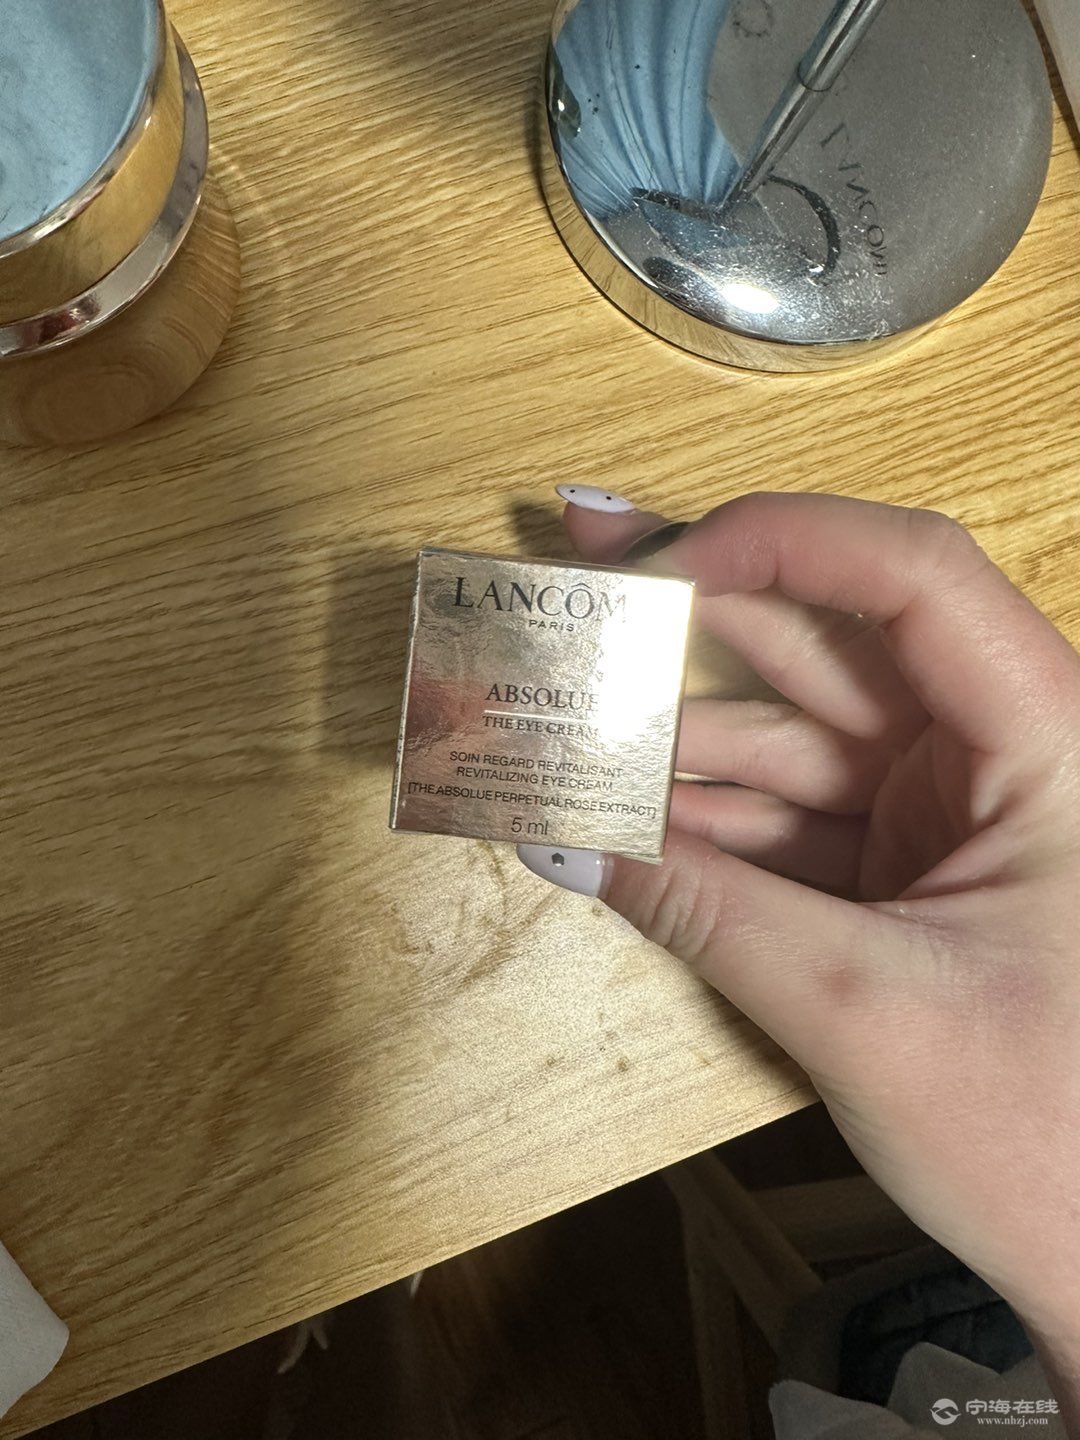 LANCÔM
PARIS
ABSOLUE
THE EYE CREAM
SOIN REGARD REVITALISANT
REVITALIZING EYE CREAM
[THE ABSOLUE PERPETUAL ROSE EXTRACT]
5 ml
宁海在线
www.nhzj.com